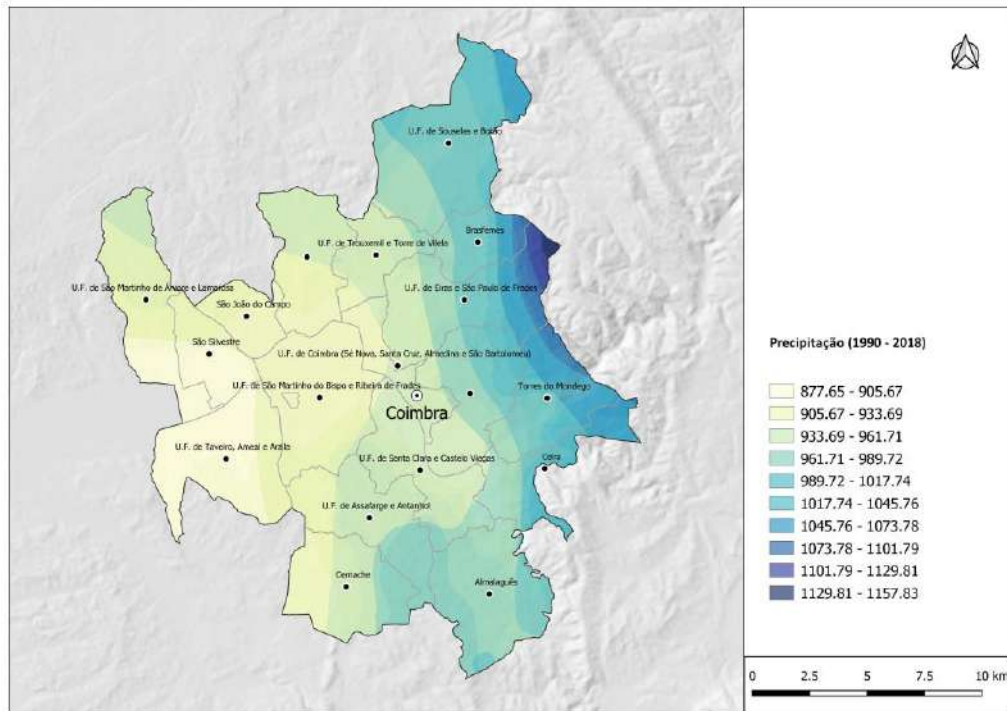 U.F. de Souselas e Botão
Brasfemes
U.F. de Trouxemil e Torre de Vilela
U.F. de São Martinho de Árvore e Lamarosa
U.F. de Eiras e São Paulo de Frades
São João do Campo
São Silvestre
U.F. de Coimbra (Sé Nova, Santa Cruz, Almedina e São Bartolomeu)
U.F. de São Martinho do Bispo e Ribeira de Frades
Torres do Mondego
Coimbra
U.F. de Taveiro, Ameal e Arzila
U.F. de Santa Clara e Castelo Viegas
Ceira
U.F. de Assafarge e Antanhol
Cernache
Almalaguês
Precipitação (1990 - 2018)
877.65 - 905.67
905.67 - 933.69
933.69 - 961.71
961.71 - 989.72
989.72 - 1017.74
1017.74 - 1045.76
1045.76 - 1073.78
1073.78 - 1101.79
1101.79 - 1129.81
1129.81 - 1157.83
0 2.5 5 7.5 10 km